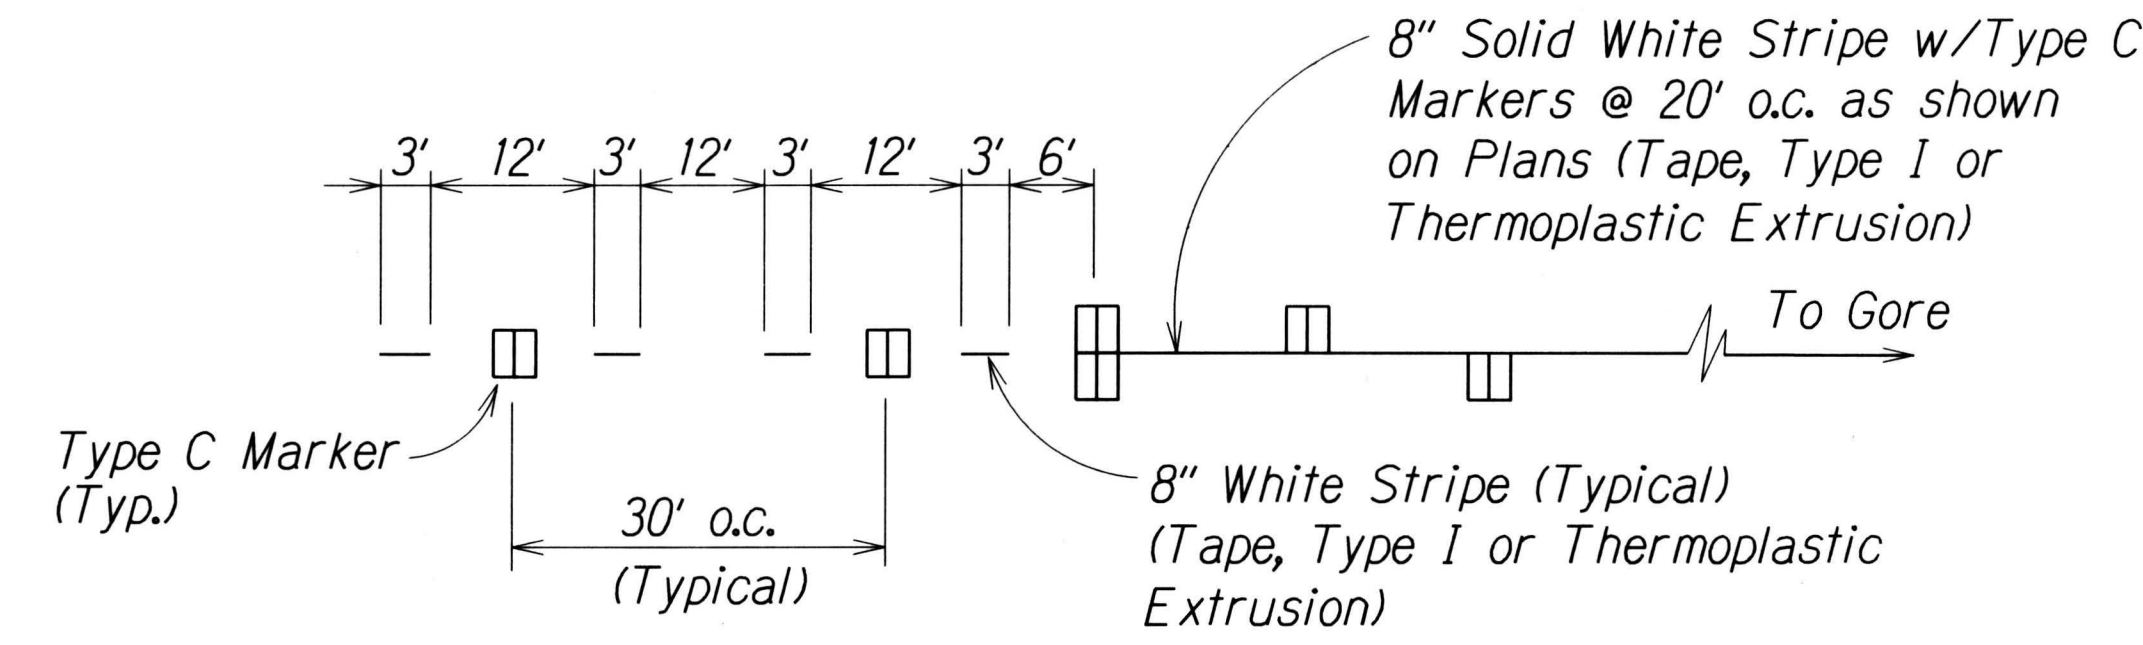 8" Solid White Stripe w/Type C
Markers @ 20' o.c. as shown
on Plans (Tape, Type I or
Thermoplastic Extrusion)
3' 12' 3' 12' 3' 12' 3' 6'
To Gore
Type C Marker
(Typ.)
30' o.c.
(Typical)
8" White Stripe (Typical)
(Tape, Type I or Thermoplastic
Extrusion)